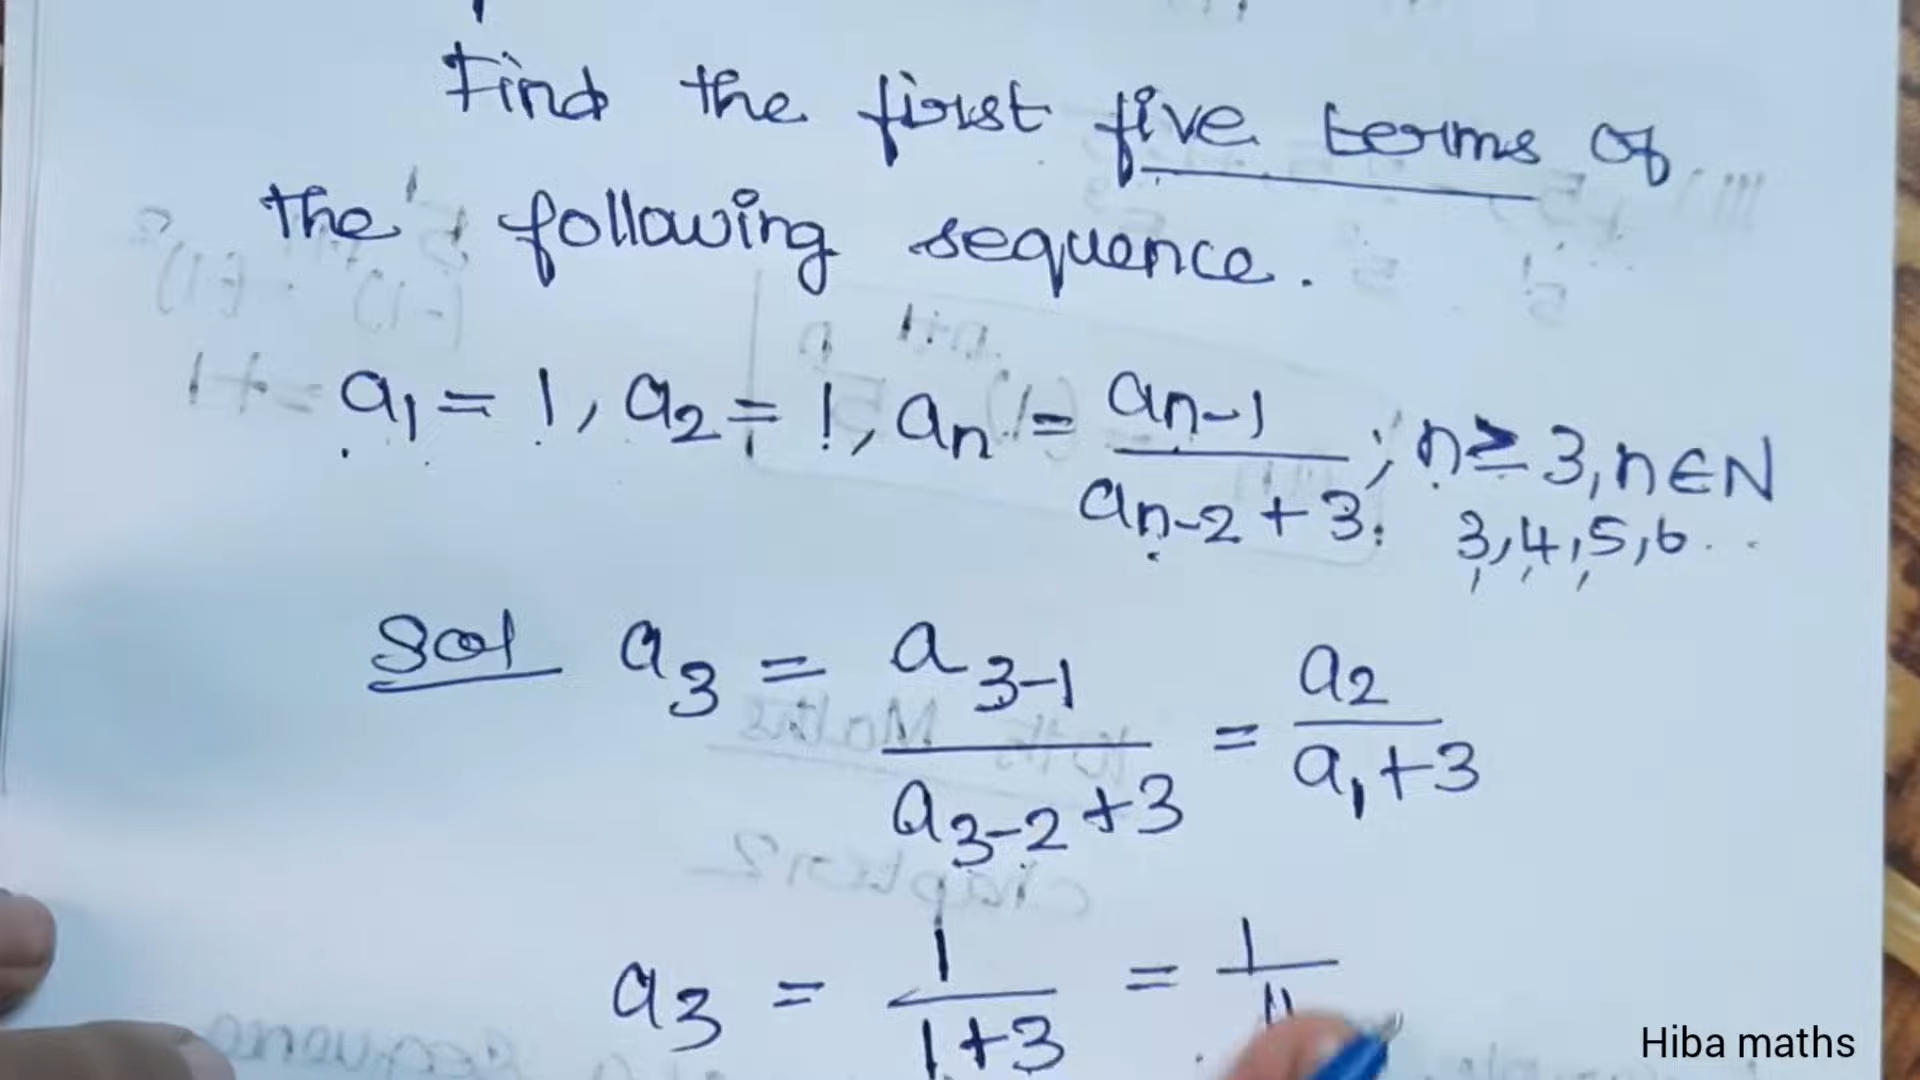 Find the first five terms of
the following sequence.
a1 = 1, a2 = 1, an = an-1 / an-2 + 3 ; n ≥ 3, n ∈ N
3, 4, 5, 6 . .
Sol a3 = a3-1 / a3-2 + 3 = a2 / a1 + 3
a3 = 1 / 1+3 = 1 /
Hiba maths